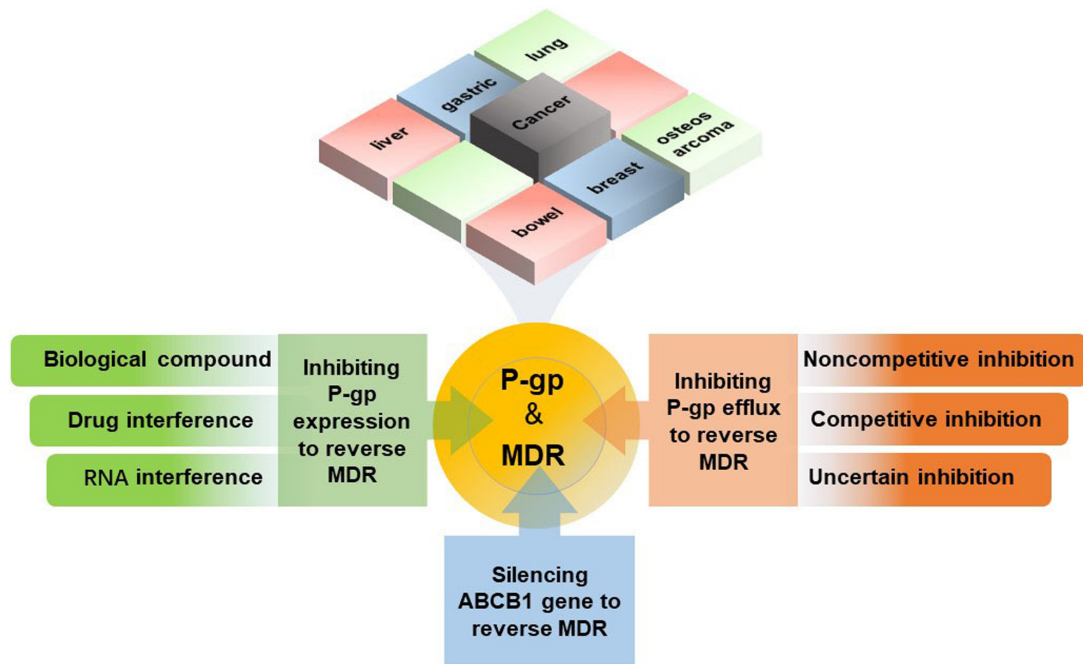 lung
gastric
Cancer
liver
osteos
arcoma
breast
bowel
Biological compound
Drug interference
RNA interference
Inhibiting
P-gp
expression
to reverse
MDR
P-gp
&
MDR
Inhibiting
P-gp efflux
to reverse
MDR
Noncompetitive inhibition
Competitive inhibition
Uncertain inhibition
Silencing
ABCB1 gene to
reverse MDR